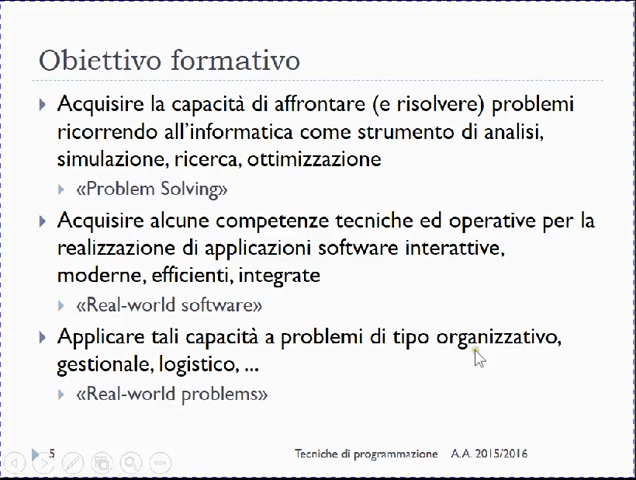 Obiettivo formativo
Acquisire la capacità di affrontare (e risolvere) problemi
ricorrendo all'informatica come strumento di analisi,
simulazione, ricerca, ottimizzazione
«Problem Solving»
Acquisire alcune competenze tecniche ed operative per la
realizzazione di applicazioni software interattive,
moderne, efficienti, integrate
«Real-world software»
Applicare tali capacità a problemi di tipo organizzativo,
gestionale, logistico, ...
«Real-world problems»
5
Tecniche di programmazione A.A. 2015/2016